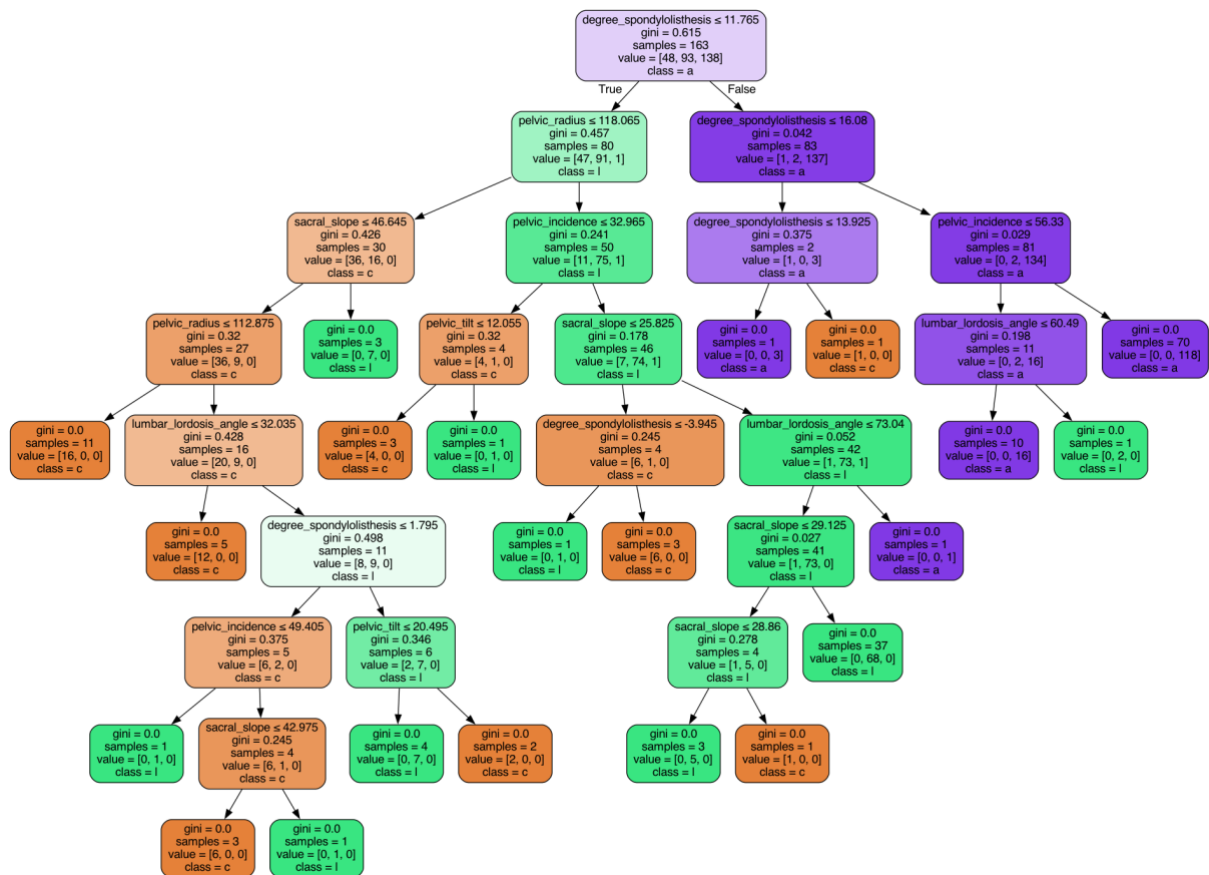 degree_spondylolisthesis ≤ 11.765
gini = 0.615
samples = 163
value = [48, 93, 138]
class = a
True
False
pelvic_radius ≤ 118.065
gini = 0.457
samples = 80
value = [47, 91, 1]
class = l
degree_spondylolisthesis ≤ 16.08
gini = 0.042
samples = 83
value = [1, 2, 137]
class = a
sacral_slope ≤ 46.645
gini = 0.426
samples = 30
value = [36, 16, 0]
class = c
pelvic_incidence ≤ 32.965
gini = 0.241
samples = 50
value = [11, 75, 1]
class = l
degree_spondylolisthesis ≤ 13.925
gini = 0.375
samples = 2
value = [1, 0, 3]
class = a
pelvic_incidence ≤ 56.33
gini = 0.029
samples = 81
value = [0, 2, 134]
class = a
pelvic_radius ≤ 112.875
gini = 0.32
samples = 27
value = [36, 9, 0]
class = c
gini = 0.0
samples = 3
value = [0, 7, 0]
class = l
pelvic_tilt ≤ 12.055
gini = 0.32
samples = 4
value = [4, 1, 0]
class = c
sacral_slope ≤ 25.825
gini = 0.178
samples = 46
value = [7, 74, 1]
class = l
gini = 0.0
samples = 1
value = [0, 0, 3]
class = a
gini = 0.0
samples = 1
value = [1, 0, 0]
class = c
lumbar_lordosis_angle ≤ 60.49
gini = 0.198
samples = 11
value = [0, 2, 16]
class = a
gini = 0.0
samples = 70
value = [0, 0, 118]
class = a
gini = 0.0
samples = 11
value = [16, 0, 0]
class = c
lumbar_lordosis_angle ≤ 32.035
gini = 0.428
samples = 16
value = [20, 9, 0]
class = c
gini = 0.0
samples = 3
value = [4, 0, 0]
class = c
gini = 0.0
samples = 1
value = [0, 1, 0]
class = l
degree_spondylolisthesis ≤ -3.945
gini = 0.245
samples = 4
value = [6, 1, 0]
class = c
lumbar_lordosis_angle ≤ 73.04
gini = 0.052
samples = 42
value = [1, 73, 1]
class = l
gini = 0.0
samples = 10
value = [0, 0, 16]
class = a
gini = 0.0
samples = 1
value = [0, 2, 0]
class = l
gini = 0.0
samples = 5
value = [12, 0, 0]
class = c
degree_spondylolisthesis ≤ 1.795
gini = 0.498
samples = 11
value = [8, 9, 0]
class = l
gini = 0.0
samples = 1
value = [0, 1, 0]
class = l
gini = 0.0
samples = 3
value = [6, 0, 0]
class = c
sacral_slope ≤ 29.125
gini = 0.027
samples = 41
value = [1, 73, 0]
class = l
gini = 0.0
samples = 1
value = [0, 0, 1]
class = a
pelvic_incidence ≤ 49.405
gini = 0.375
samples = 5
value = [6, 2, 0]
class = c
pelvic_tilt ≤ 20.495
gini = 0.346
samples = 6
value = [2, 7, 0]
class = l
sacral_slope ≤ 28.86
gini = 0.278
samples = 4
value = [1, 5, 0]
class = l
gini = 0.0
samples = 37
value = [0, 68, 0]
class = l
gini = 0.0
samples = 1
value = [0, 1, 0]
class = l
sacral_slope ≤ 42.975
gini = 0.245
samples = 4
value = [6, 1, 0]
class = c
gini = 0.0
samples = 4
value = [0, 7, 0]
class = l
gini = 0.0
samples = 2
value = [2, 0, 0]
class = c
gini = 0.0
samples = 3
value = [0, 5, 0]
class = l
gini = 0.0
samples = 1
value = [1, 0, 0]
class = c
gini = 0.0
samples = 3
value = [6, 0, 0]
class = c
gini = 0.0
samples = 1
value = [0, 1, 0]
class = l